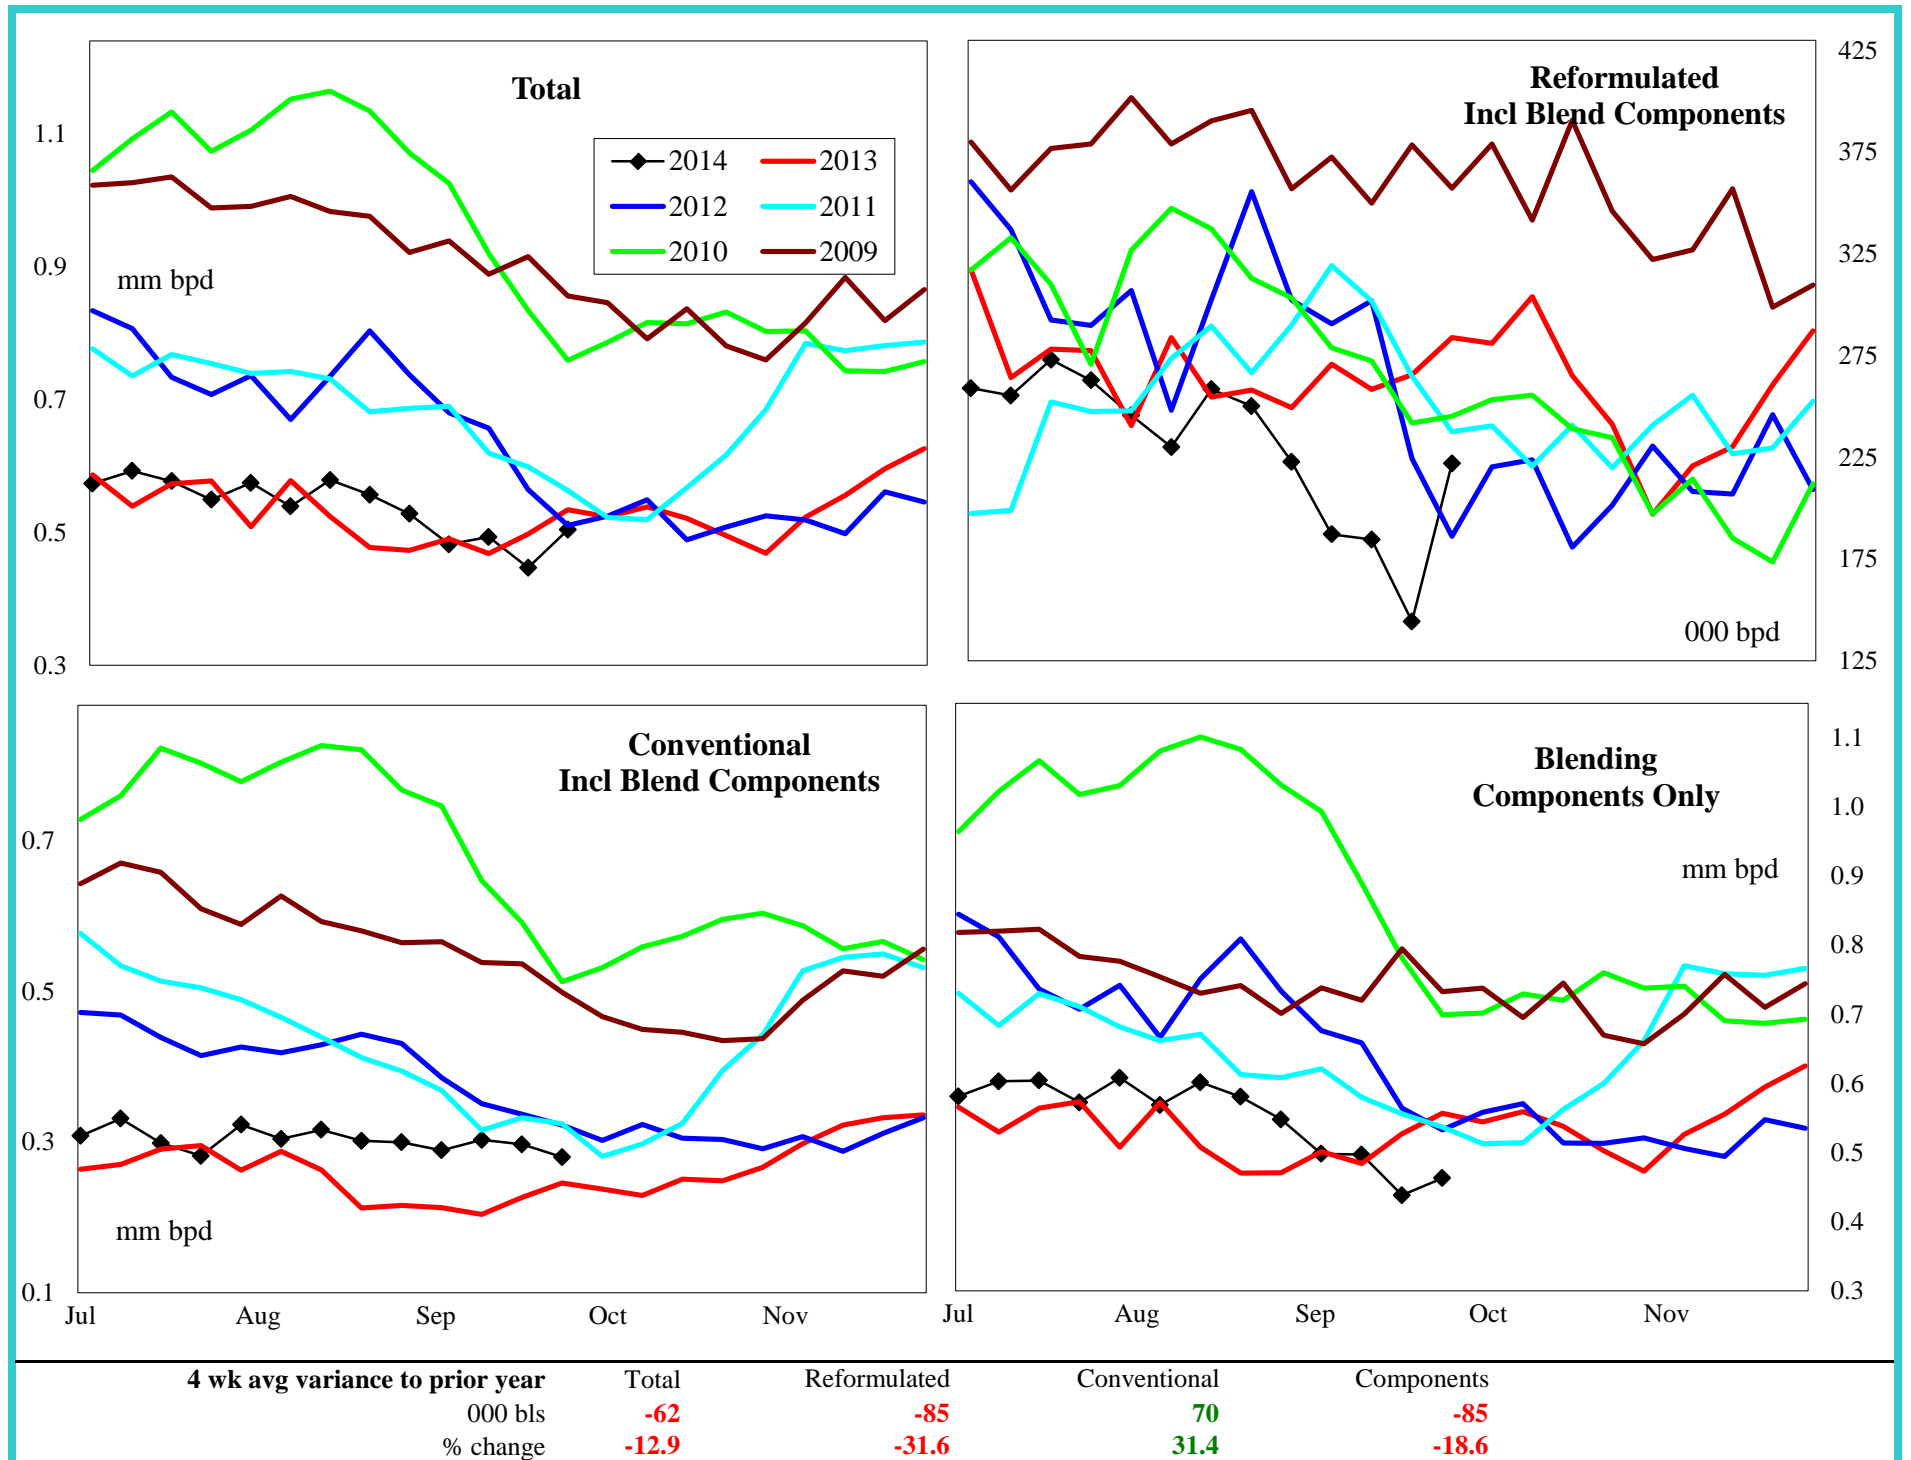 Total
1.1
0.9
0.7
0.5
0.3
mm bpd
2014 2013
2012 2011
2010 2009
Reformulated
Incl Blend Components
425
375
325
275
225
175
125
000 bpd
Conventional
Incl Blend Components
0.7
0.5
0.3
0.1
mm bpd
Jul Aug Sep Oct Nov
Blending
Components Only
mm bpd
1.1
1.0
0.9
0.8
0.7
0.6
0.5
0.4
0.3
Jul Aug Sep Oct Nov
4 wk avg variance to prior year Total Reformulated Conventional Components
000 bls -62 -85 70 -85
% change -12.9 -31.6 31.4 -18.6